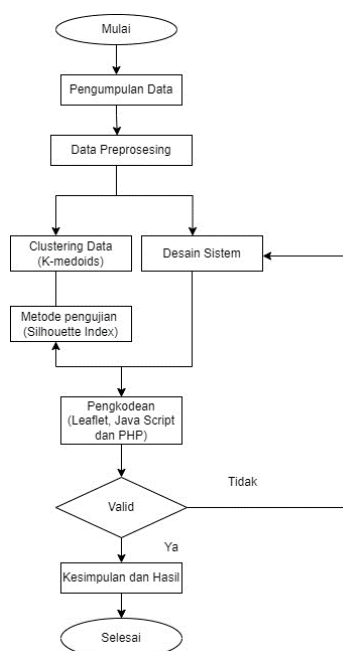 Mulai
Pengumpulan Data
Data Preprosesing
Clustering Data
(K-medoids)
Desain Sistem
Metode pengujian
(Silhouette Index)
Pengkodean
(Leaflet, Java Script
dan PHP)
Valid
Tidak
Ya
Kesimpulan dan Hasil
Selesai